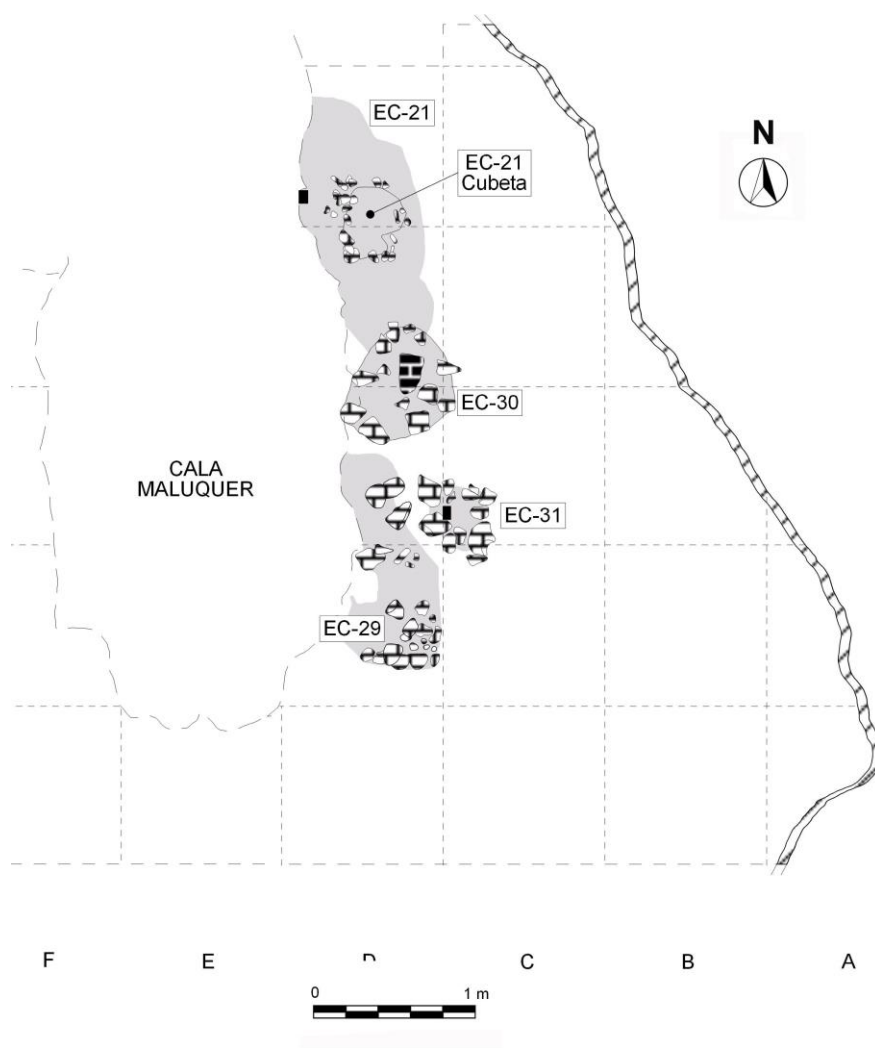 EC-21
N
EC-21
Cubeta
EC-30
CALA
MALUQUER
EC-31
EC-29
F E C B A
0 1 m